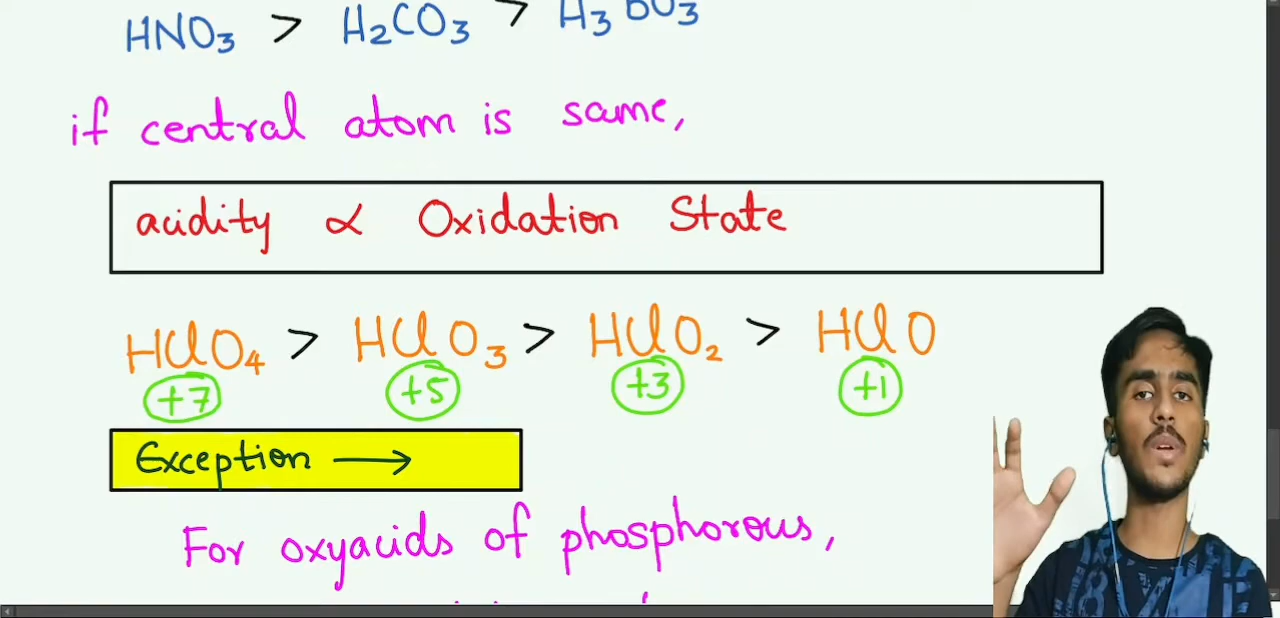 HNO₃ > H₂CO₃ > H₃BO₃
if central atom is same,
acidity ∝ Oxidation State
HClO₄ > HClO₃ > HClO₂ > HClO
+7 +5 +3 +1
Exception →
For oxyacids of phosphorous,